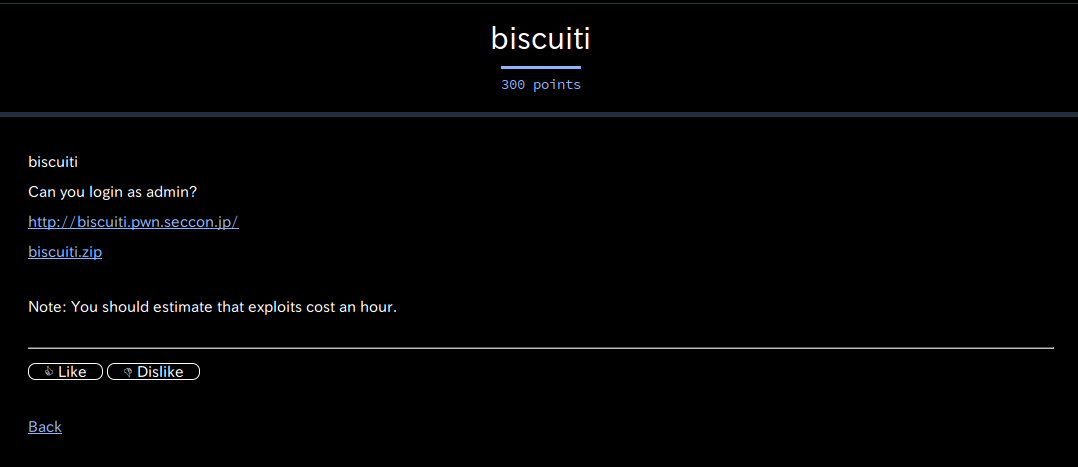 biscuiti
300 points
biscuiti
Can you login as admin?
http://biscuiti.pwn.seccon.jp/
biscuiti.zip
Note: You should estimate that exploits cost an hour.
👍 Like 👎 Dislike
Back